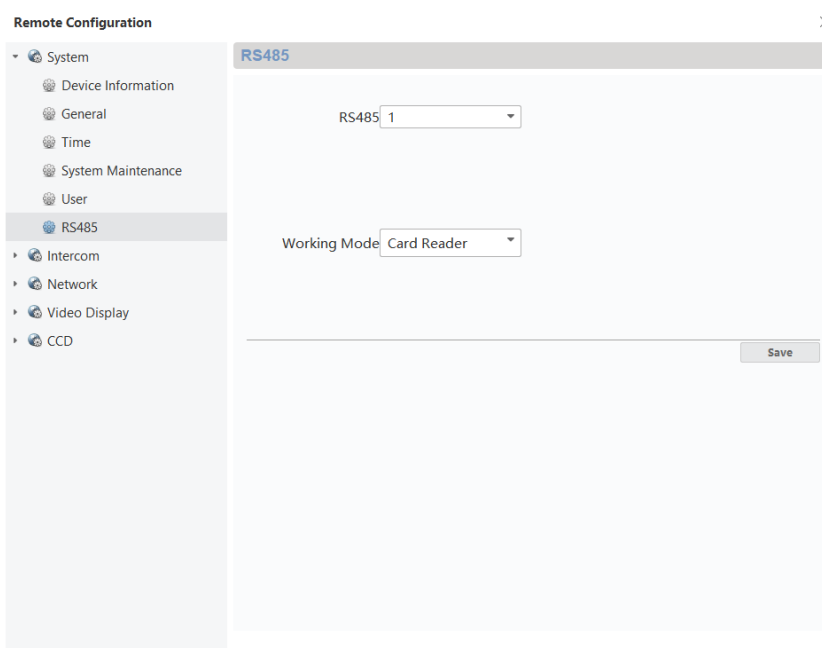 Remote Configuration
System
Device Information
General
Time
System Maintenance
User
RS485
Intercom
Network
Video Display
CCD
RS485
RS485 1
Working Mode Card Reader
Save